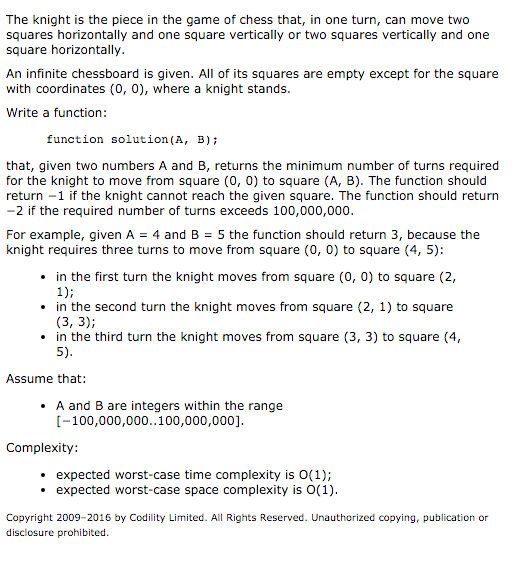 The knight is the piece in the game of chess that, in one turn, can move two
squares horizontally and one square vertically or two squares vertically and one
square horizontally.
An infinite chessboard is given. All of its squares are empty except for the square
with coordinates (0, 0), where a knight stands.
Write a function:
function solution(A, B);
that, given two numbers A and B, returns the minimum number of turns required
for the knight to move from square (0, 0) to square (A, B). The function should
return −1 if the knight cannot reach the given square. The function should return
−2 if the required number of turns exceeds 100,000,000.
For example, given A = 4 and B = 5 the function should return 3, because the
knight requires three turns to move from square (0, 0) to square (4, 5):
• in the first turn the knight moves from square (0, 0) to square (2,
1);
• in the second turn the knight moves from square (2, 1) to square
(3, 3);
• in the third turn the knight moves from square (3, 3) to square (4,
5).
Assume that:
• A and B are integers within the range
[−100,000,000..100,000,000].
Complexity:
• expected worst-case time complexity is O(1);
• expected worst-case space complexity is O(1).
Copyright 2009–2016 by Codility Limited. All Rights Reserved. Unauthorized copying, publication or
disclosure prohibited.